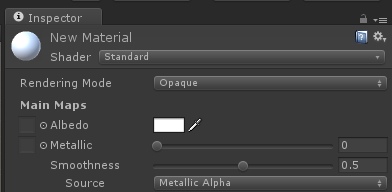 Inspector
New Material
Shader Standard
Rendering Mode Opaque
Main Maps
Albedo
Metallic 0
Smoothness 0.5
Source Metallic Alpha